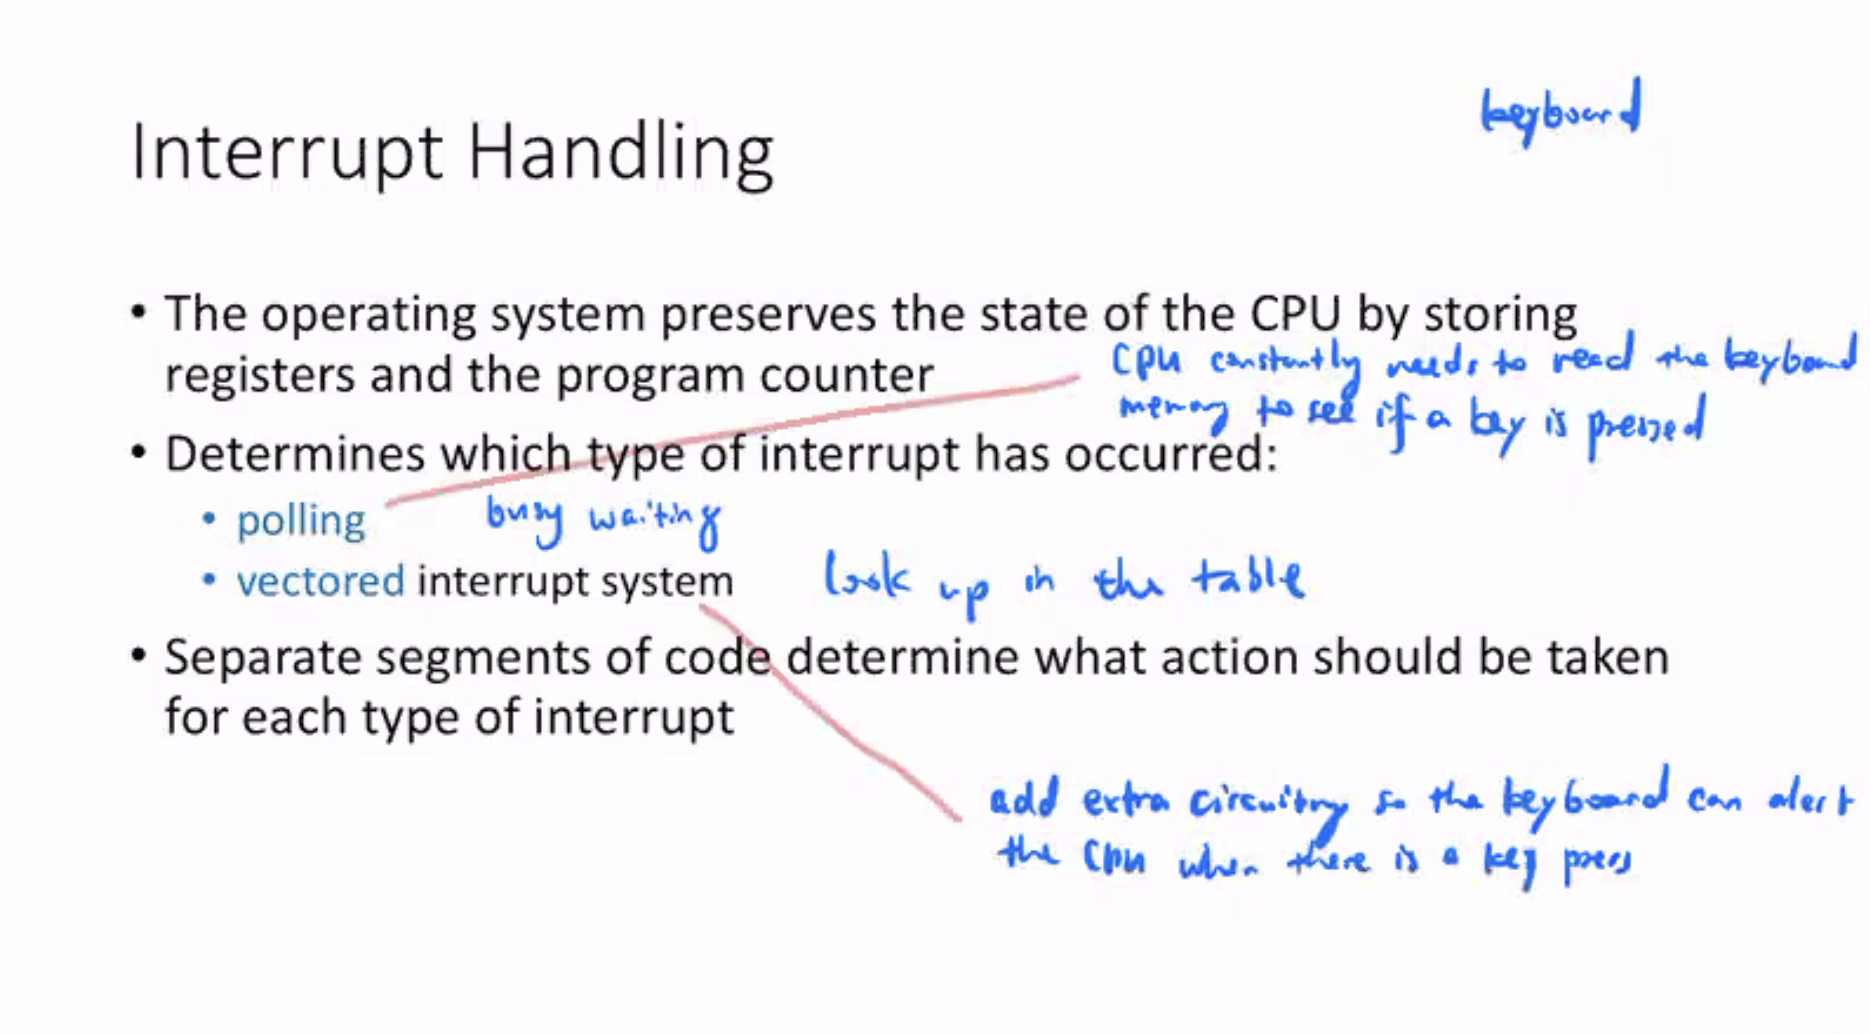 keyboard
Interrupt Handling
• The operating system preserves the state of the CPU by storing
registers and the program counter
CPU constantly needs to read the keyboard
memory to see if a key is pressed
• Determines which type of interrupt has occurred:
• polling
busy waiting
• vectored interrupt system
look up in the table
• Separate segments of code determine what action should be taken
for each type of interrupt
add extra circuitry so the keyboard can alert
the CPU when there is a key press